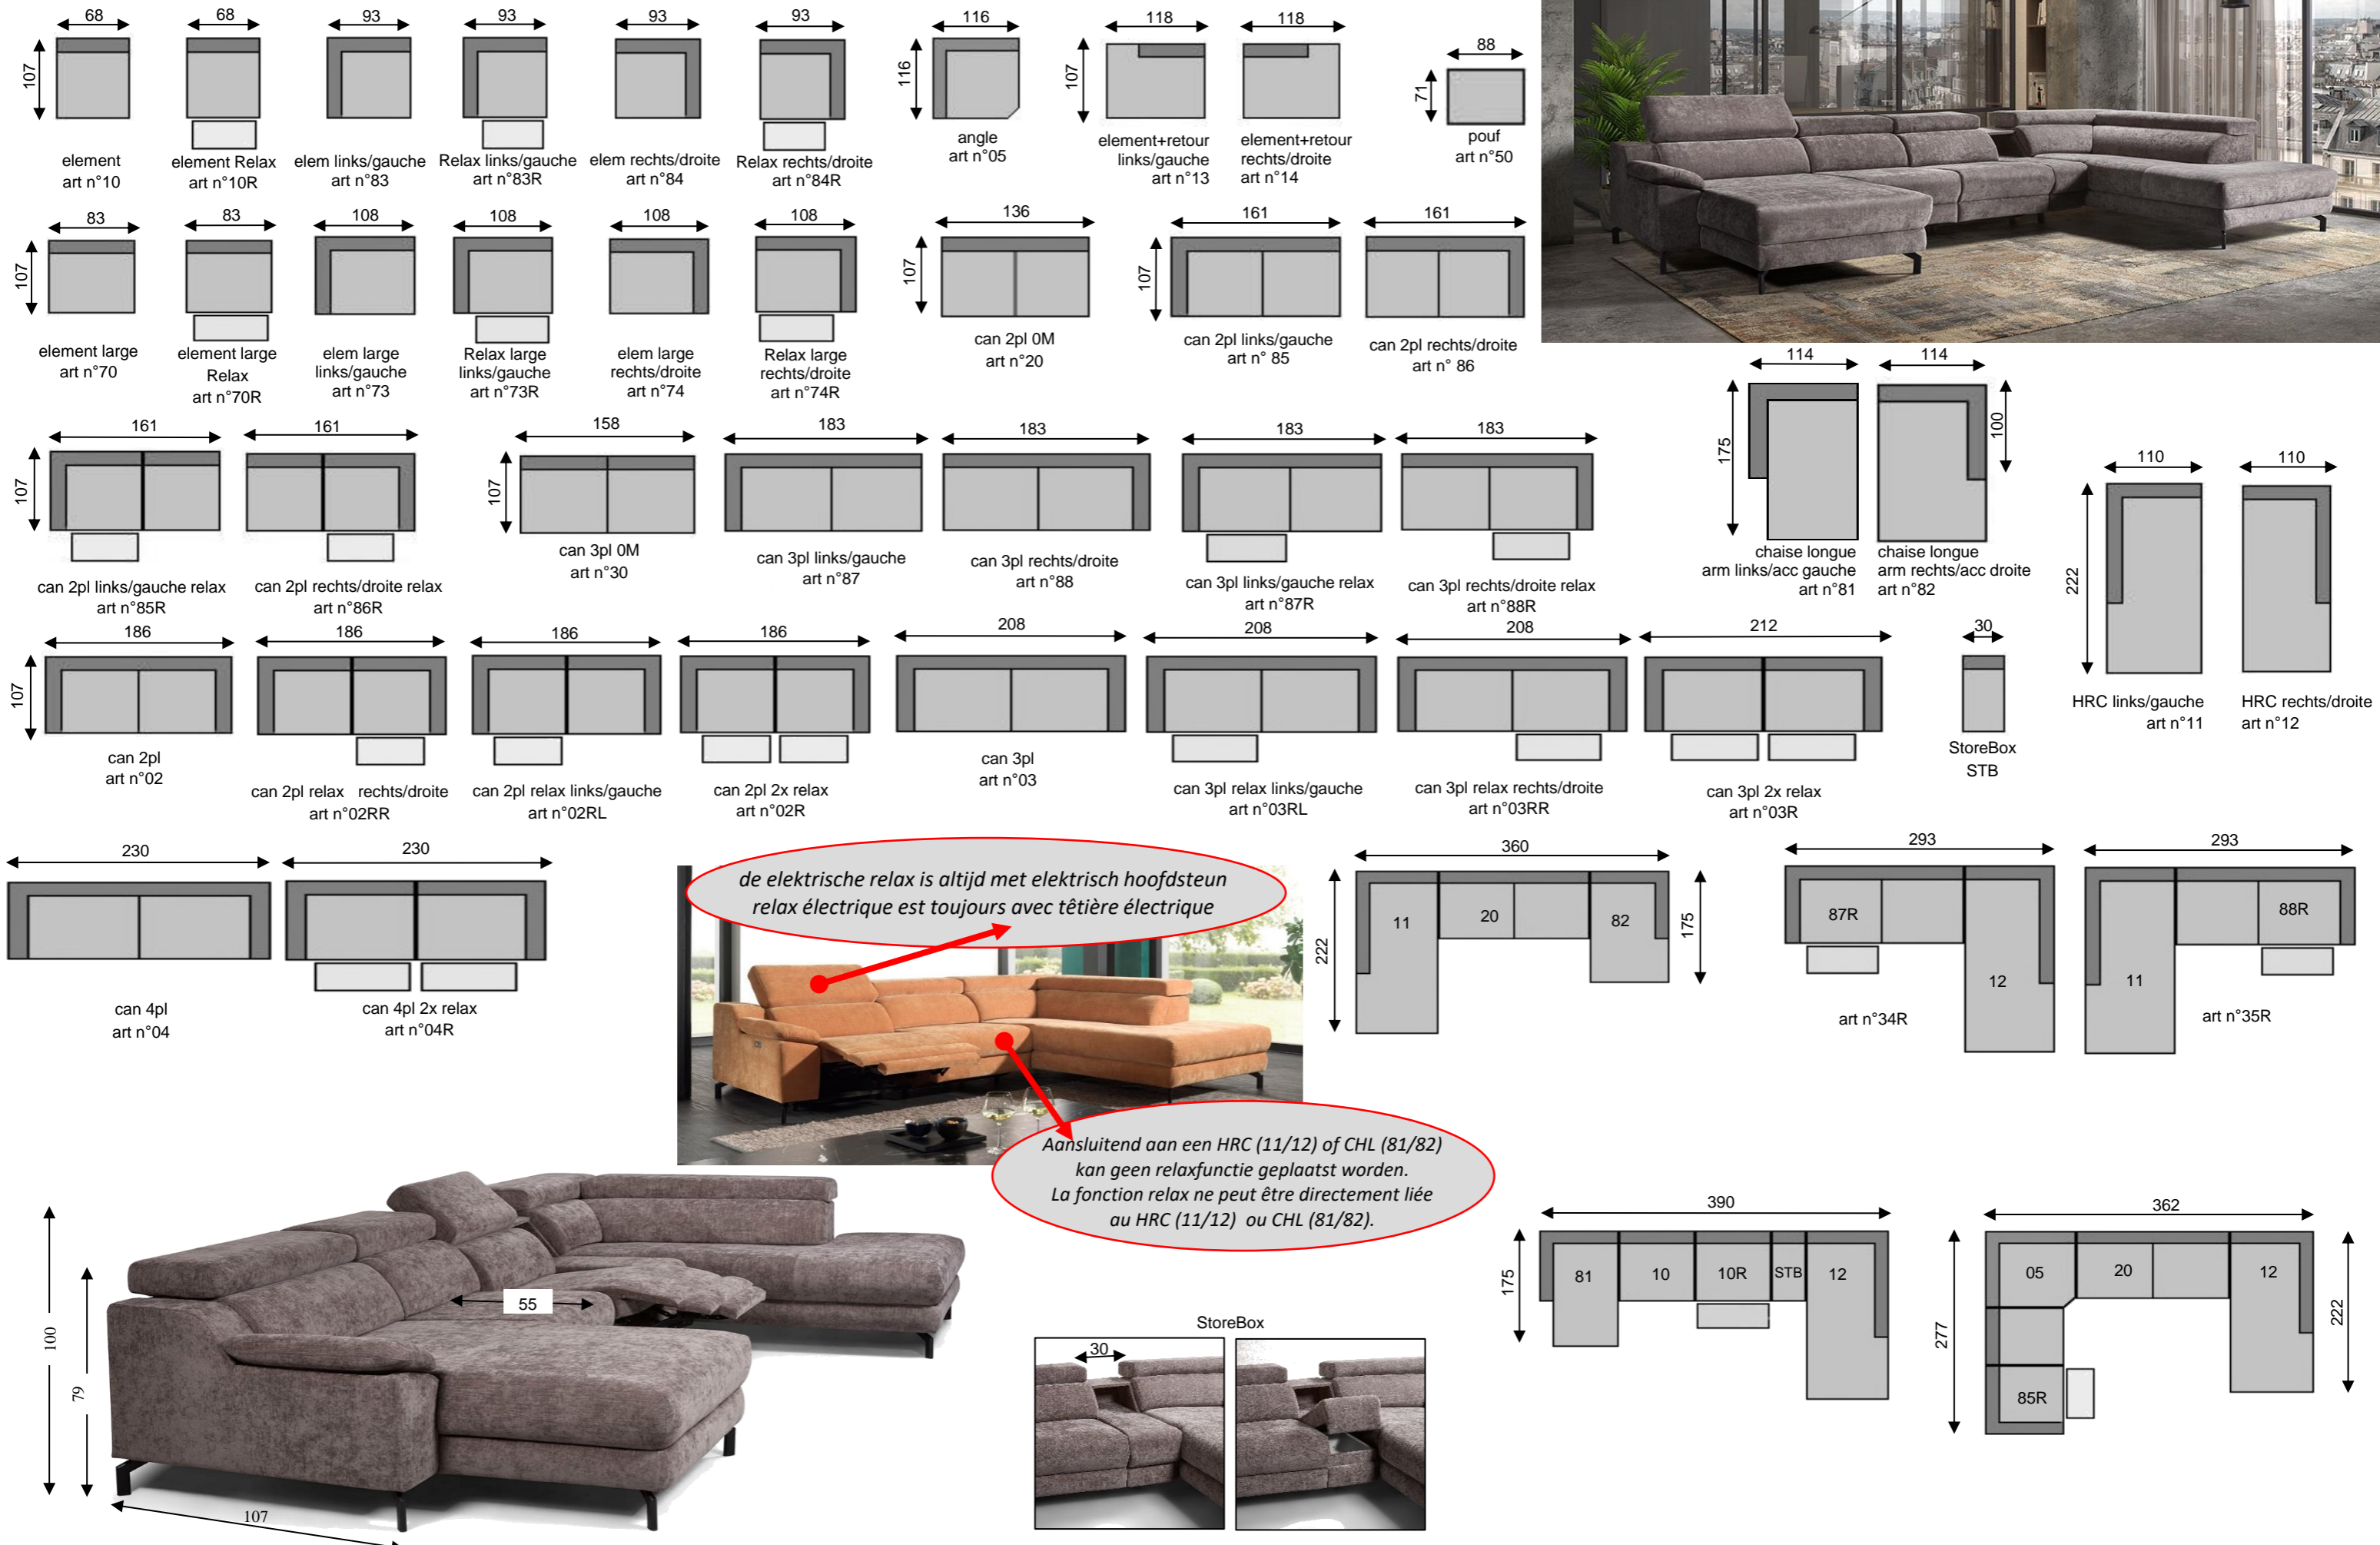 68 68 93 93 93 93 116 118 118 88
107 116 107 71
element
art n°10
element Relax
art n°10R
elem links/gauche
art n°83
Relax links/gauche
art n°83R
elem rechts/droite
art n°84
Relax rechts/droite
art n°84R
angle
art n°05
element+retour
links/gauche
art n°13
element+retour
rechts/droite
art n°14
pouf
art n°50
83 83 108 108 108 108 136 161 161
107 107 107
element large
art n°70
element large
Relax
art n°70R
elem large
links/gauche
art n°73
Relax large
links/gauche
art n°73R
elem large
rechts/droite
art n°74
Relax large
rechts/droite
art n°74R
can 2pl 0M
art n°20
can 2pl links/gauche
art n° 85
can 2pl rechts/droite
art n° 86
114 114
175 100
chaise longue
arm links/acc gauche
art n°81
chaise longue
arm rechts/acc droite
art n°82
161 161 158 183 183 183 183
107 107
can 2pl links/gauche relax
art n°85R
can 2pl rechts/droite relax
art n°86R
can 3pl 0M
art n°30
can 3pl links/gauche
art n°87
can 3pl rechts/droite
art n°88
can 3pl links/gauche relax
art n°87R
can 3pl rechts/droite relax
art n°88R
110 110
222
HRC links/gauche
art n°11
HRC rechts/droite
art n°12
186 186 186 186 208 208 208 212 30
107
can 2pl
art n°02
can 2pl relax rechts/droite
art n°02RR
can 2pl relax links/gauche
art n°02RL
can 2pl 2x relax
art n°02R
can 3pl
art n°03
can 3pl relax links/gauche
art n°03RL
can 3pl relax rechts/droite
art n°03RR
can 3pl 2x relax
art n°03R
StoreBox
STB
230 230
can 4pl
art n°04
can 4pl 2x relax
art n°04R
de elektrische relax is altijd met elektrisch hoofdsteun
relax électrique est toujours avec têtière électrique
360
222 11 20 82 175
293
87R
12
art n°34R
293
88R
11
art n°35R
Aansluitend aan een HRC (11/12) of CHL (81/82)
kan geen relaxfunctie geplaatst worden.
La fonction relax ne peut être directement liée
au HRC (11/12) ou CHL (81/82).
100
79
55
107
StoreBox
30
390
175 81 10 10R STB 12
362
277 05 20 12 222
85R